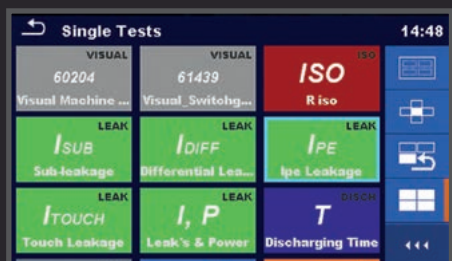 Single Tests
14:48
VISUAL
60204
Visual Machine ...
VISUAL
61439
Visual_Switchg...
ISO
ISO
R iso
LEAK
ISUB
Sub-leakage
LEAK
IDIFF
Differential Lea...
LEAK
IPE
Ipe Leakage
LEAK
ITOUCH
Touch Leakage
LEAK
I, P
Leak's & Power
DISCH
T
Discharging Time